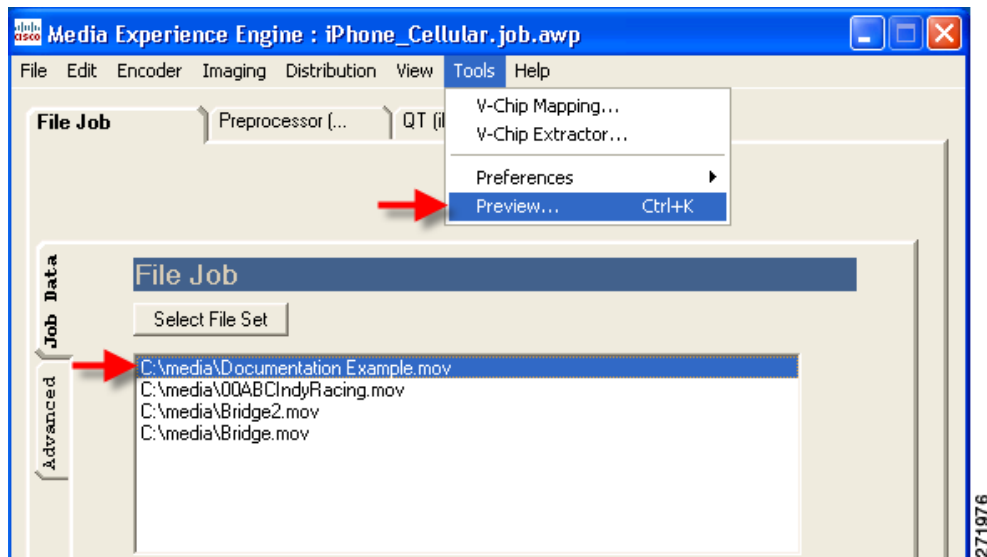 cisco Media Experience Engine : iPhone_Cellular.job.awp
File Edit Encoder Imaging Distribution View Tools Help
V-Chip Mapping...
V-Chip Extractor...
Preferences
Preview... Ctrl+K
File Job Preprocessor (... QT (i
Job Data
Advanced
File Job
Select File Set
C:\media\Documentation Example.mov
C:\media\00ABCIndyRacing.mov
C:\media\Bridge2.mov
C:\media\Bridge.mov
271976